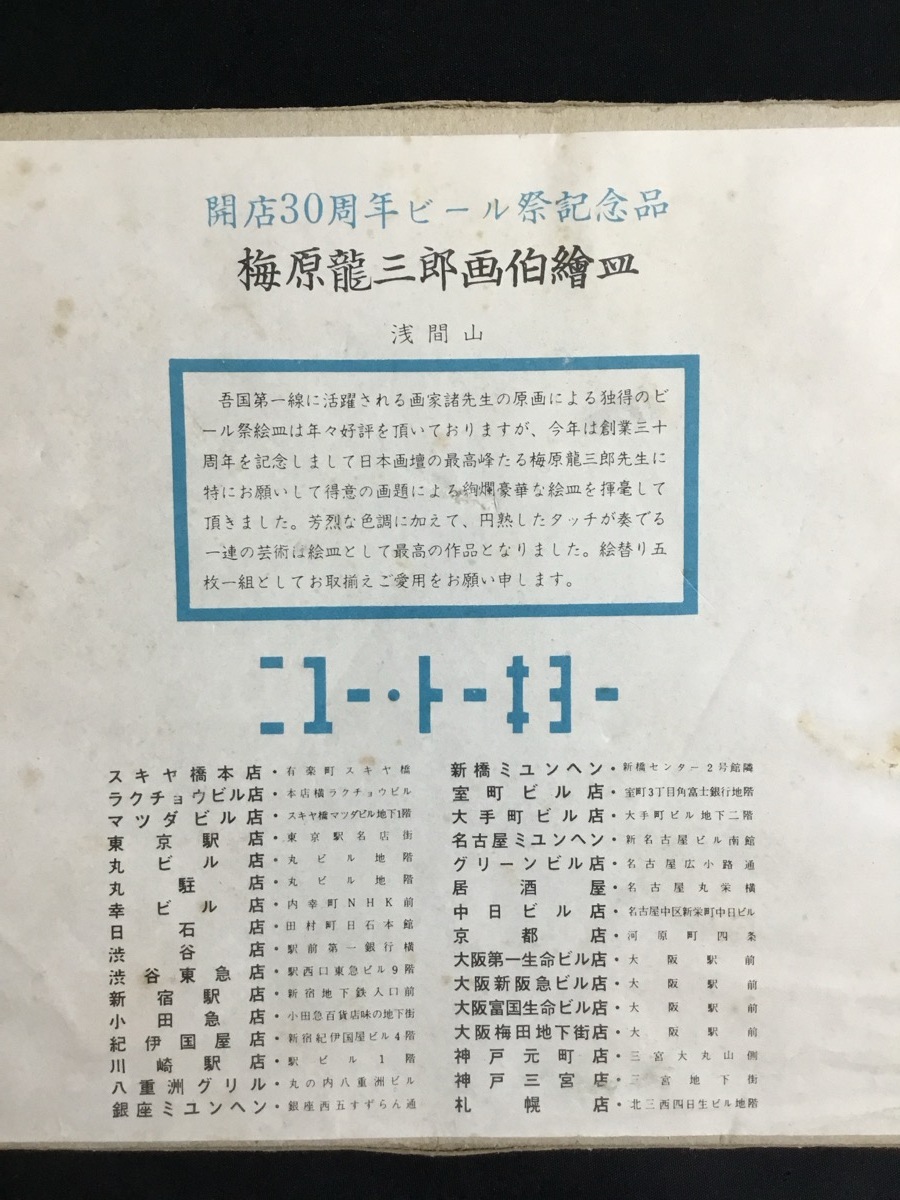 開店30周年ビール祭記念品
梅原龍三郎画伯繪皿
浅間山
吾国第一線に活躍される画家諸先生の原画による独得のビ
ール祭絵皿は年々好評を頂いておりますが、今年は創業三十
周年を記念しまして日本画壇の最高峰たる梅原龍三郎先生に
特にお願いして得意の画題による絢爛豪華な絵皿を揮毫して
頂きました。芳烈な色調に加えて、円熟したタッチが奏でる
一連の芸術は絵皿として最高の作品となりました。絵替り五
枚一組としてお取揃えご愛用をお願い申します。
ニユー・トーキヨー
スキヤ橋本店・有楽町スキヤ橋
ラクチョウビル店・本店横ラクチョウビル
マツダビル店・スキヤ橋マツダビル地下1階
東京駅店・東京駅名店街
丸ビル店・丸ビル地階
丸駐店・丸ビル地階
幸ビル店・内幸町NHK前
日石店・田村町日石本館
渋谷店・駅前第一銀行横
渋谷東急店・駅西口東急ビル9階
新宿駅店・新宿地下鉄入口前
小田急店・小田急百貨店味の地下街
紀伊国屋店・新宿紀伊国屋ビル4階
川崎駅店・駅ビル1階
八重洲グリル・丸の内八重洲ビル
銀座ミユンヘン・銀座西五すずらん通
新橋ミユンヘン・新橋センター2号館隣
室町ビル店・室町3丁目角富士銀行地階
大手町ビル店・大手町ビル地下二階
名古屋ミユンヘン・新名古屋ビル南館
グリーンビル店・名古屋広小路通
居酒屋・名古屋丸栄横
中日ビル店・名古屋中区新栄町中日ビル
京都店・河原町四条
大阪第一生命ビル店・大阪駅前
大阪新阪急ビル店・大阪駅前
大阪富国生命ビル店・大阪駅前
大阪梅田地下街店・大阪駅前
神戸元町店・三宮大丸山側
神戸三宮店・三宮地下街
札幌店・北三西四日生ビル地階